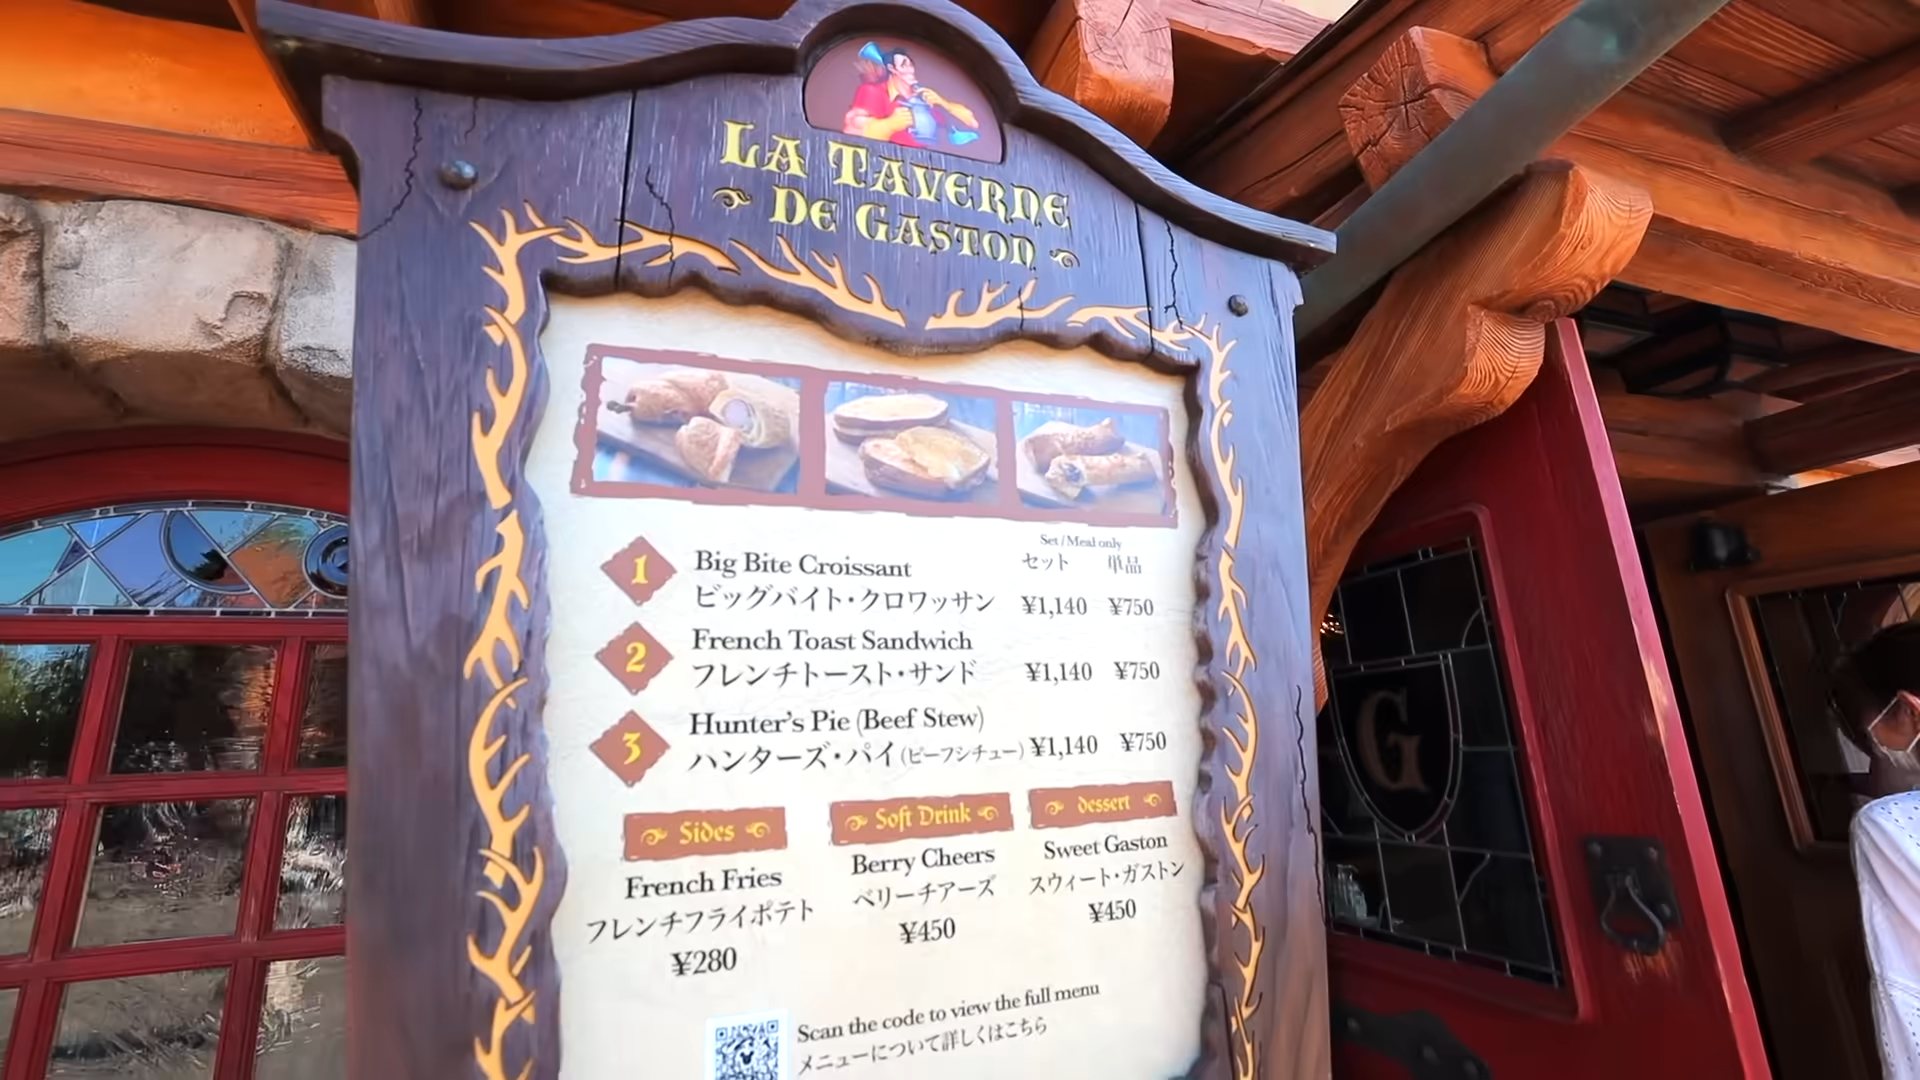 LA TAVERNE
DE GASTON
Set/Meal only
セット 単品
1 Big Bite Croissant
ビッグバイト・クロワッサン ¥1,140 ¥750
2 French Toast Sandwich
フレンチトースト・サンド ¥1,140 ¥750
3 Hunter's Pie (Beef Stew)
ハンターズ・パイ(ビーフシチュー) ¥1,140 ¥750
Sides
French Fries
フレンチフライポテト
¥280
Soft Drink
Berry Cheers
ベリーチアーズ
¥450
dessert
Sweet Gaston
スウィート・ガストン
¥450
Scan the code to view the full menu
メニューについて詳しくはこちら
G